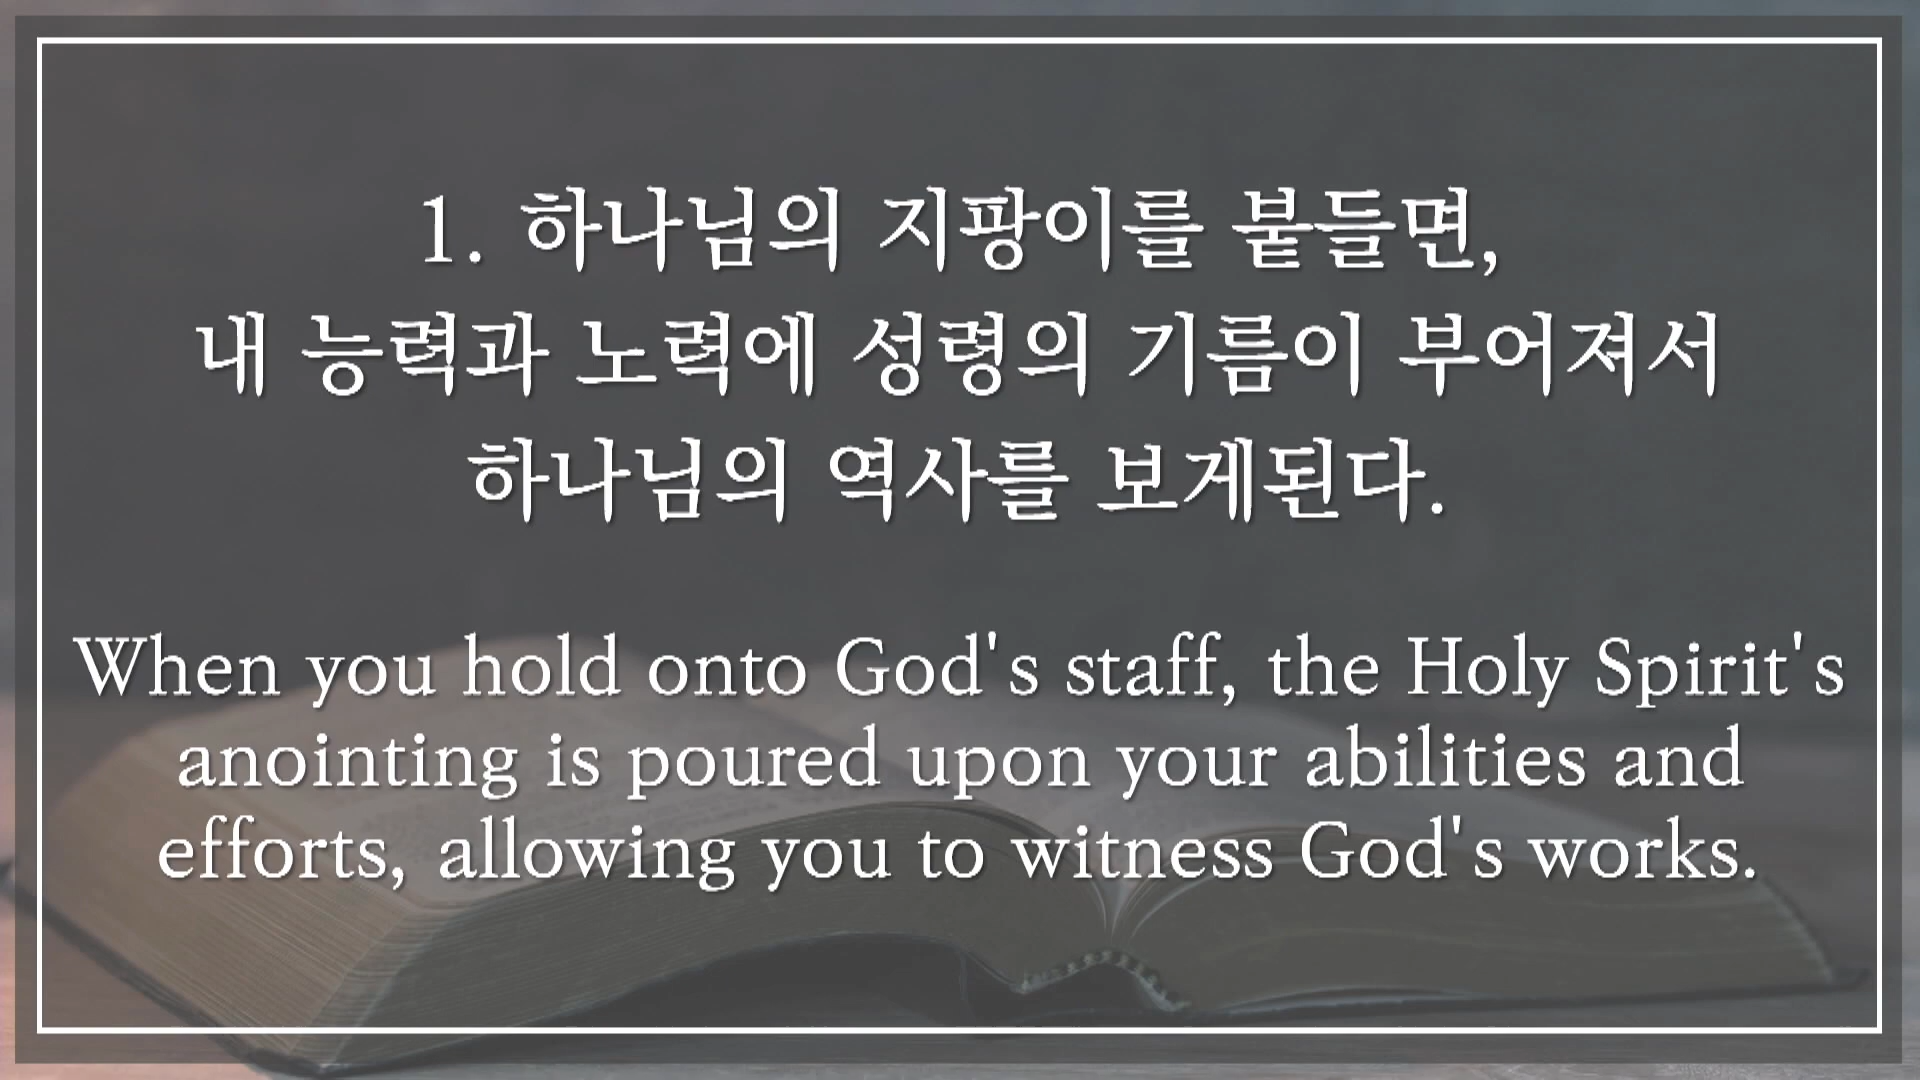 1. 하나님의 지팡이를 붙들면,
내 능력과 노력에 성령의 기름이 부어져서
하나님의 역사를 보게된다.
When you hold onto God's staff, the Holy Spirit's
anointing is poured upon your abilities and
efforts, allowing you to witness God's works.